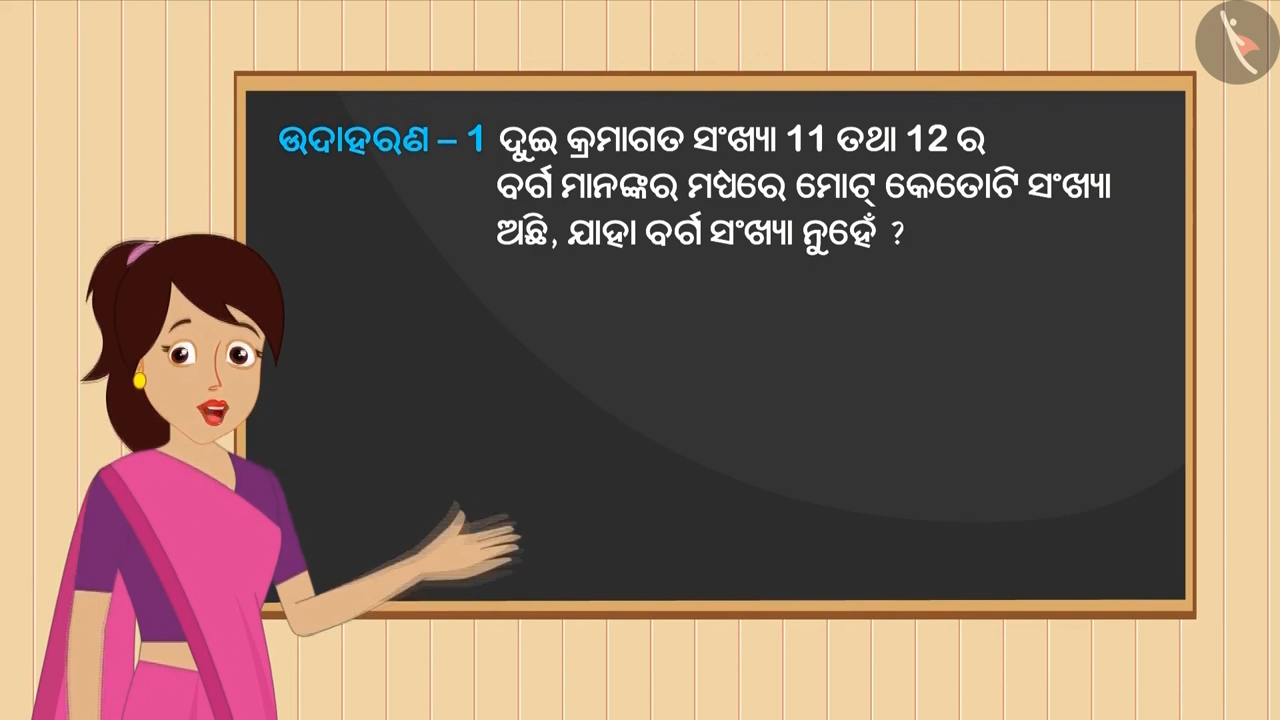 ଉଦାହରଣ – 1 ଦୁଇ କ୍ରମାଗତ ସଂଖ୍ୟା 11 ତଥା 12 ର
ବର୍ଗ ମାନଙ୍କର ମଧ୍ୟରେ ମୋଟ୍ କେତୋଟି ସଂଖ୍ୟା
ଅଛି, ଯାହା ବର୍ଗ ସଂଖ୍ୟା ନୁହେଁ ?